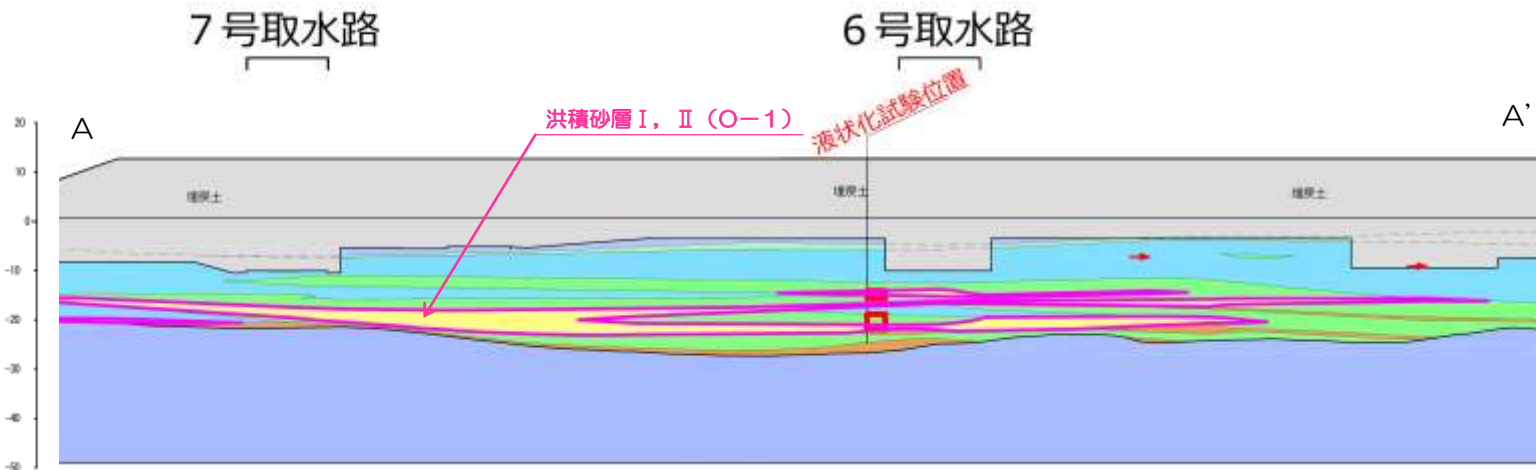 7号取水路
6号取水路
液状化試験位置
洪積砂層Ⅰ，Ⅱ（O－1）
A
A'
20
10
0
-10
-20
-30
-40
-50
埋戻土
埋戻土
埋戻土